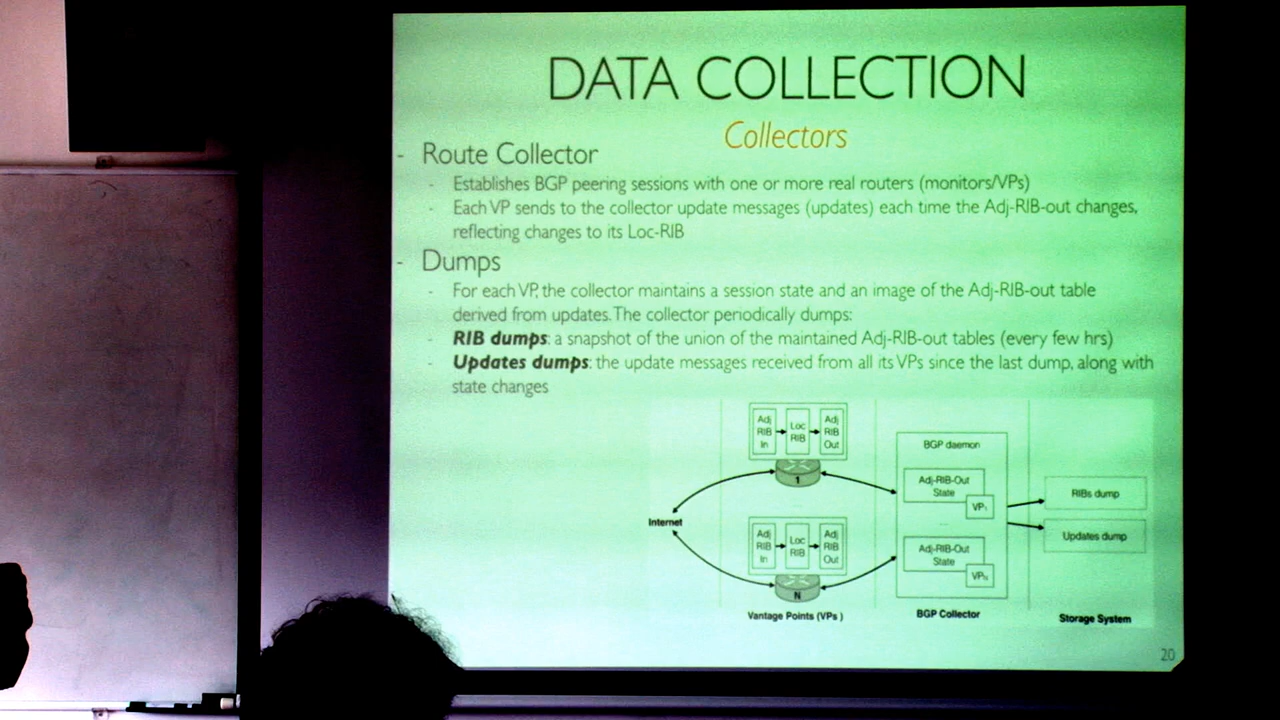 DATA COLLECTION
Collectors
- Route Collector
- Establishes BGP peering sessions with one or more real routers (monitors/VPs)
- Each VP sends to the collector update messages (updates) each time the Adj-RIB-out changes,
reflecting changes to its Loc-RIB
- Dumps
- For each VP, the collector maintains a session state and an image of the Adj-RIB-out table
derived from updates. The collector periodically dumps:
- RIB dumps: a snapshot of the union of the maintained Adj-RIB-out tables (every few hrs)
- Updates dumps: the update messages received from all its VPs since the last dump, along with
state changes
Adj
RIB
In
Loc
RIB
Adj
RIB
Out
1
Internet
Adj
RIB
In
Loc
RIB
Adj
RIB
Out
N
Vantage Points (VPs )
BGP daemon
Adj-RIB-Out
State
VP1
...
Adj-RIB-Out
State
VPN
BGP Collector
RIBs dump
Updates dump
Storage System
20